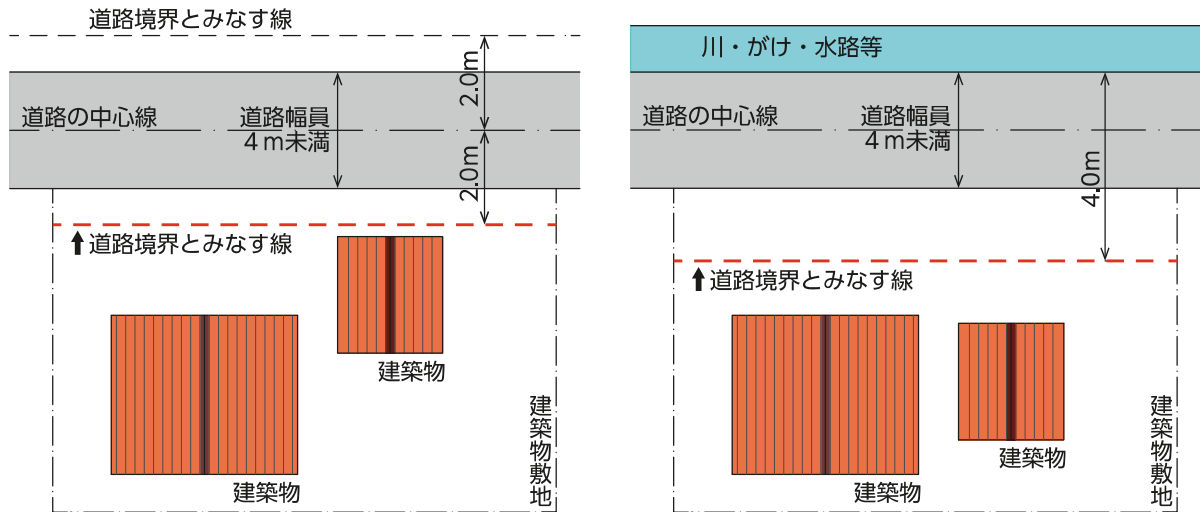 道路境界とみなす線
2.0m
道路の中心線
道路幅員
4m未満
2.0m
道路境界とみなす線
建築物
建築物
建築物敷地
川・がけ・水路等
道路の中心線
道路幅員
4m未満
4.0m
道路境界とみなす線
建築物
建築物
建築物敷地